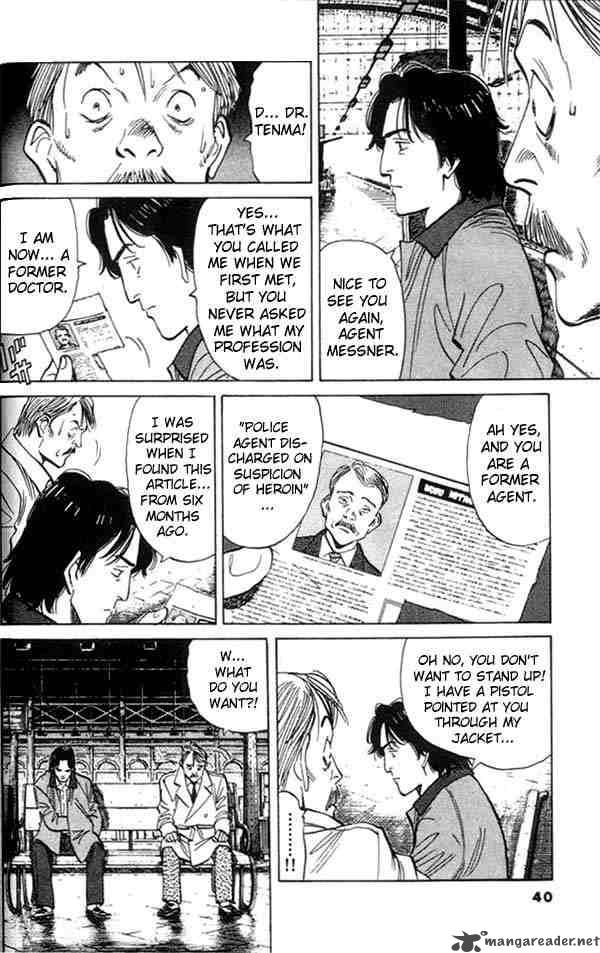 NICE TO
SEE YOU
AGAIN,
AGENT
MESSNER.
D... DR.
TENMA!
YES...
THAT'S WHAT
YOU CALLED
ME WHEN WE
FIRST MET,
BUT YOU
NEVER ASKED
ME WHAT MY
PROFESSION
WAS.
I AM
NOW... A
FORMER
DOCTOR.
AH YES,
AND YOU
ARE A
FORMER
AGENT.
"POLICE
AGENT DIS-
CHARGED ON
SUSPICION
OF HEROIN"
...
I WAS
SURPRISED
WHEN I
FOUND THIS
ARTICLE...
FROM SIX
MONTHS
AGO.
OH NO, YOU DON'T
WANT TO STAND UP!
I HAVE A PISTOL
POINTED AT YOU
THROUGH MY
JACKET...
.........!!
W...
WHAT
DO YOU
WANT?!
40
mangareader.net